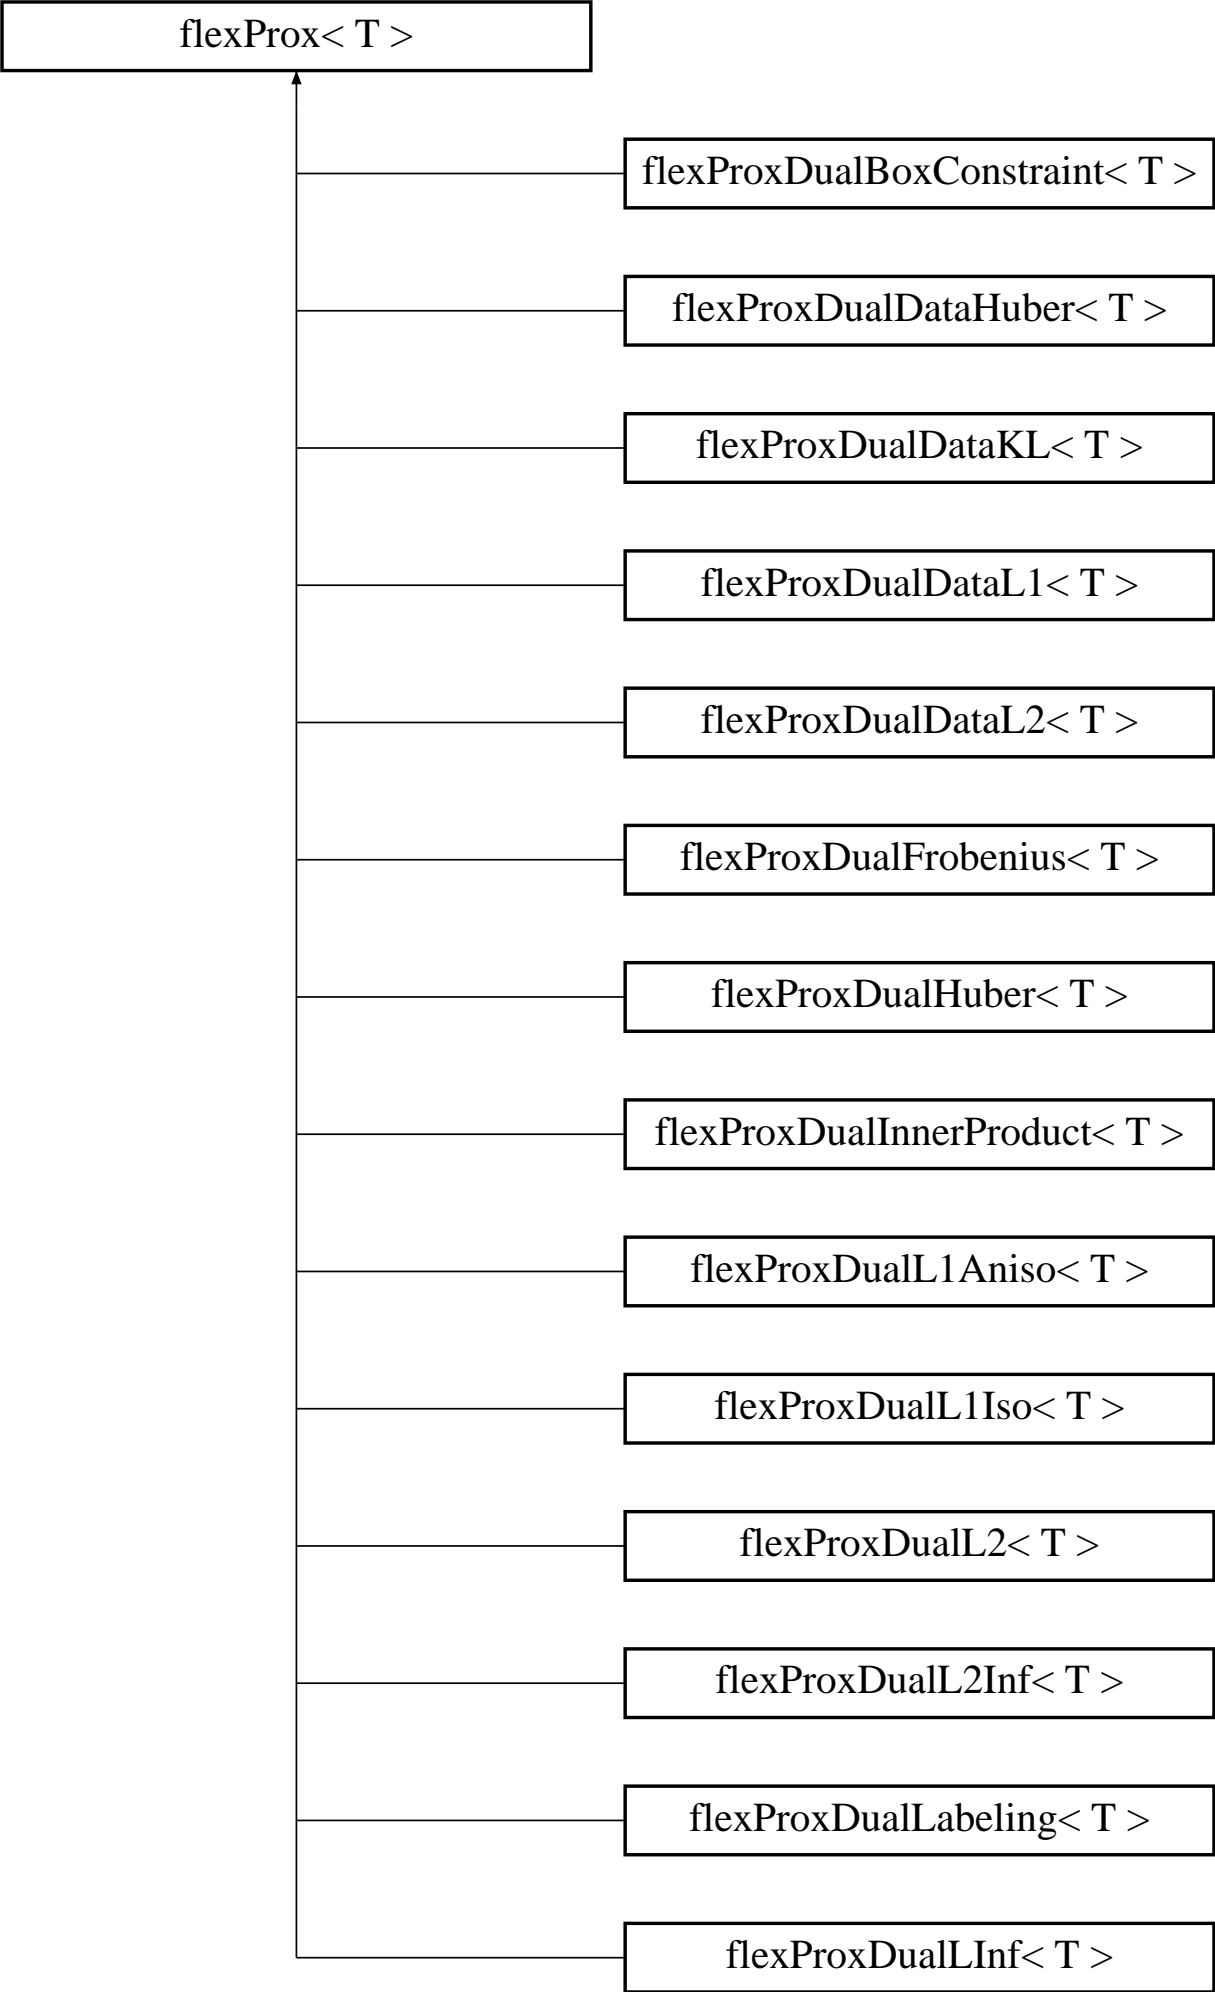 flexProx< T >
flexProxDualBoxConstraint< T >
flexProxDualDataHuber< T >
flexProxDualDataKL< T >
flexProxDualDataL1< T >
flexProxDualDataL2< T >
flexProxDualFrobenius< T >
flexProxDualHuber< T >
flexProxDualInnerProduct< T >
flexProxDualL1Aniso< T >
flexProxDualL1Iso< T >
flexProxDualL2< T >
flexProxDualL2Inf< T >
flexProxDualLabeling< T >
flexProxDualLInf< T >